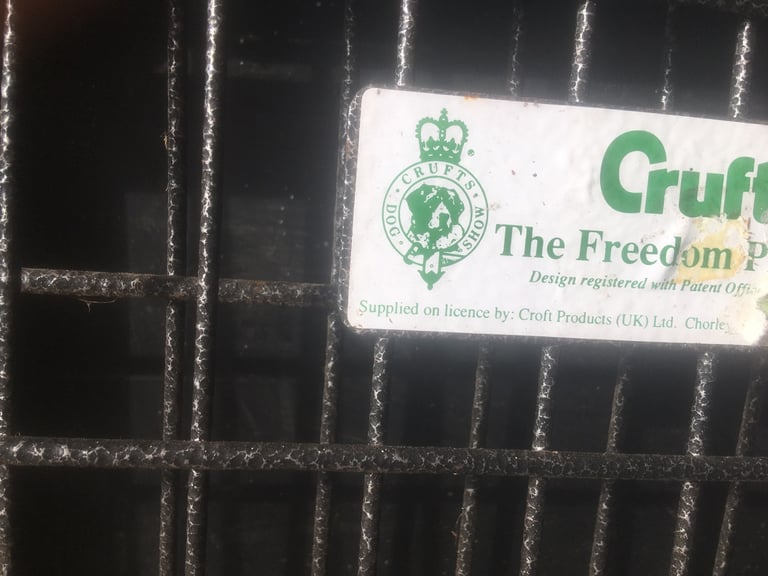 CRUFTS
DOG SHOW
®
Cruft
The Freedom P
Design registered with Patent Offic
Supplied on licence by: Croft Products (UK) Ltd. Chorle